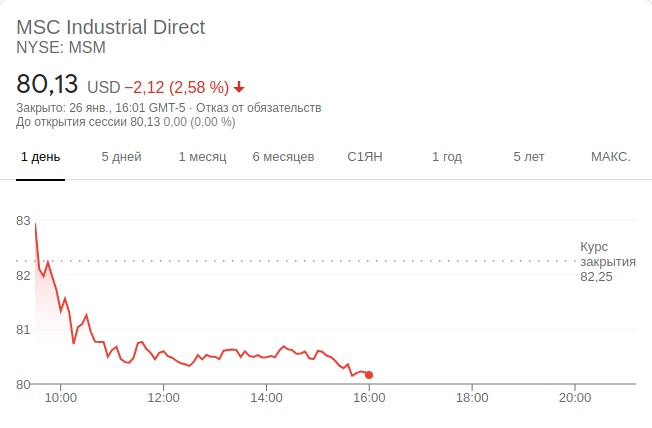 MSC Industrial Direct
NYSE: MSM
80,13 USD −2,12 (2,58 %)
Закрыто: 26 янв., 16:01 GMT-5 · Отказ от обязательств
До открытия сессии 80,13 0,00 (0,00 %)
1 день 5 дней 1 месяц 6 месяцев С1ЯН 1 год 5 лет МАКС.
83
Курс
закрытия
82,25
82
81
80
10:00 12:00 14:00 16:00 18:00 20:00